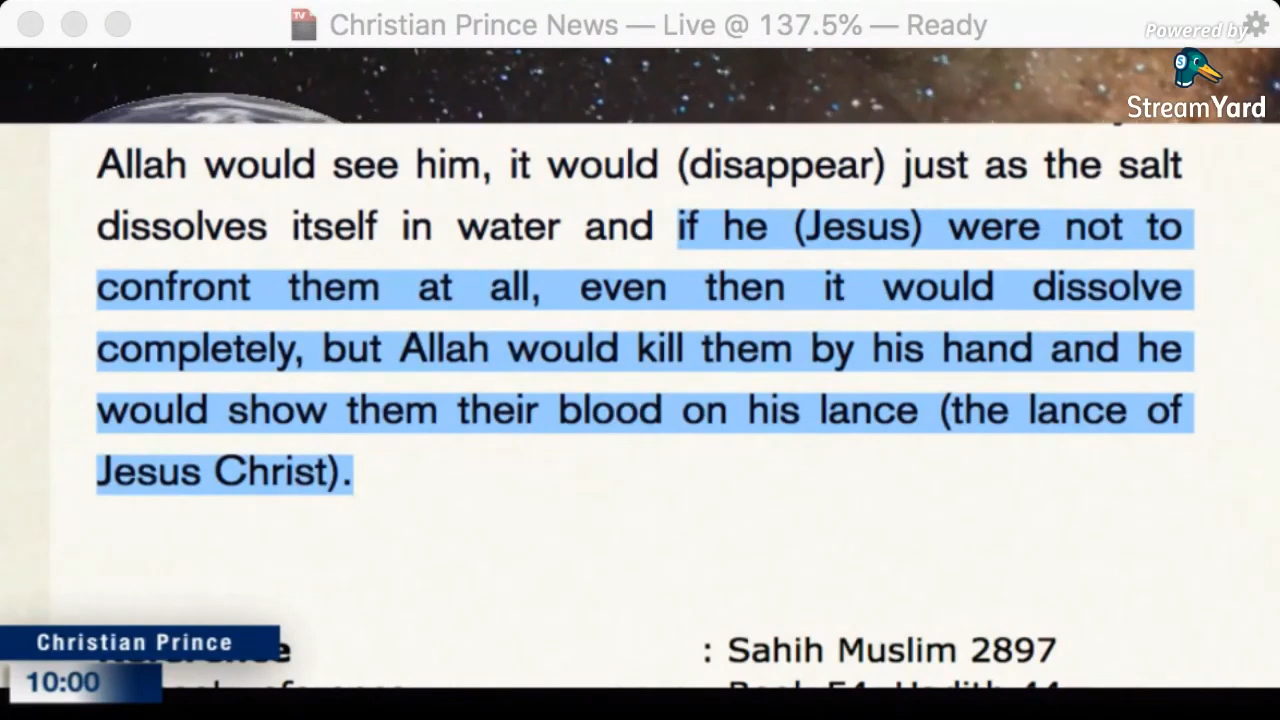 Christian Prince News — Live @ 137.5% — Ready
Powered by
StreamYard
Allah would see him, it would (disappear) just as the salt
dissolves itself in water and if he (Jesus) were not to
confront them at all, even then it would dissolve
completely, but Allah would kill them by his hand and he
would show them their blood on his lance (the lance of
Jesus Christ).
Christian Prince
: Sahih Muslim 2897
10:00